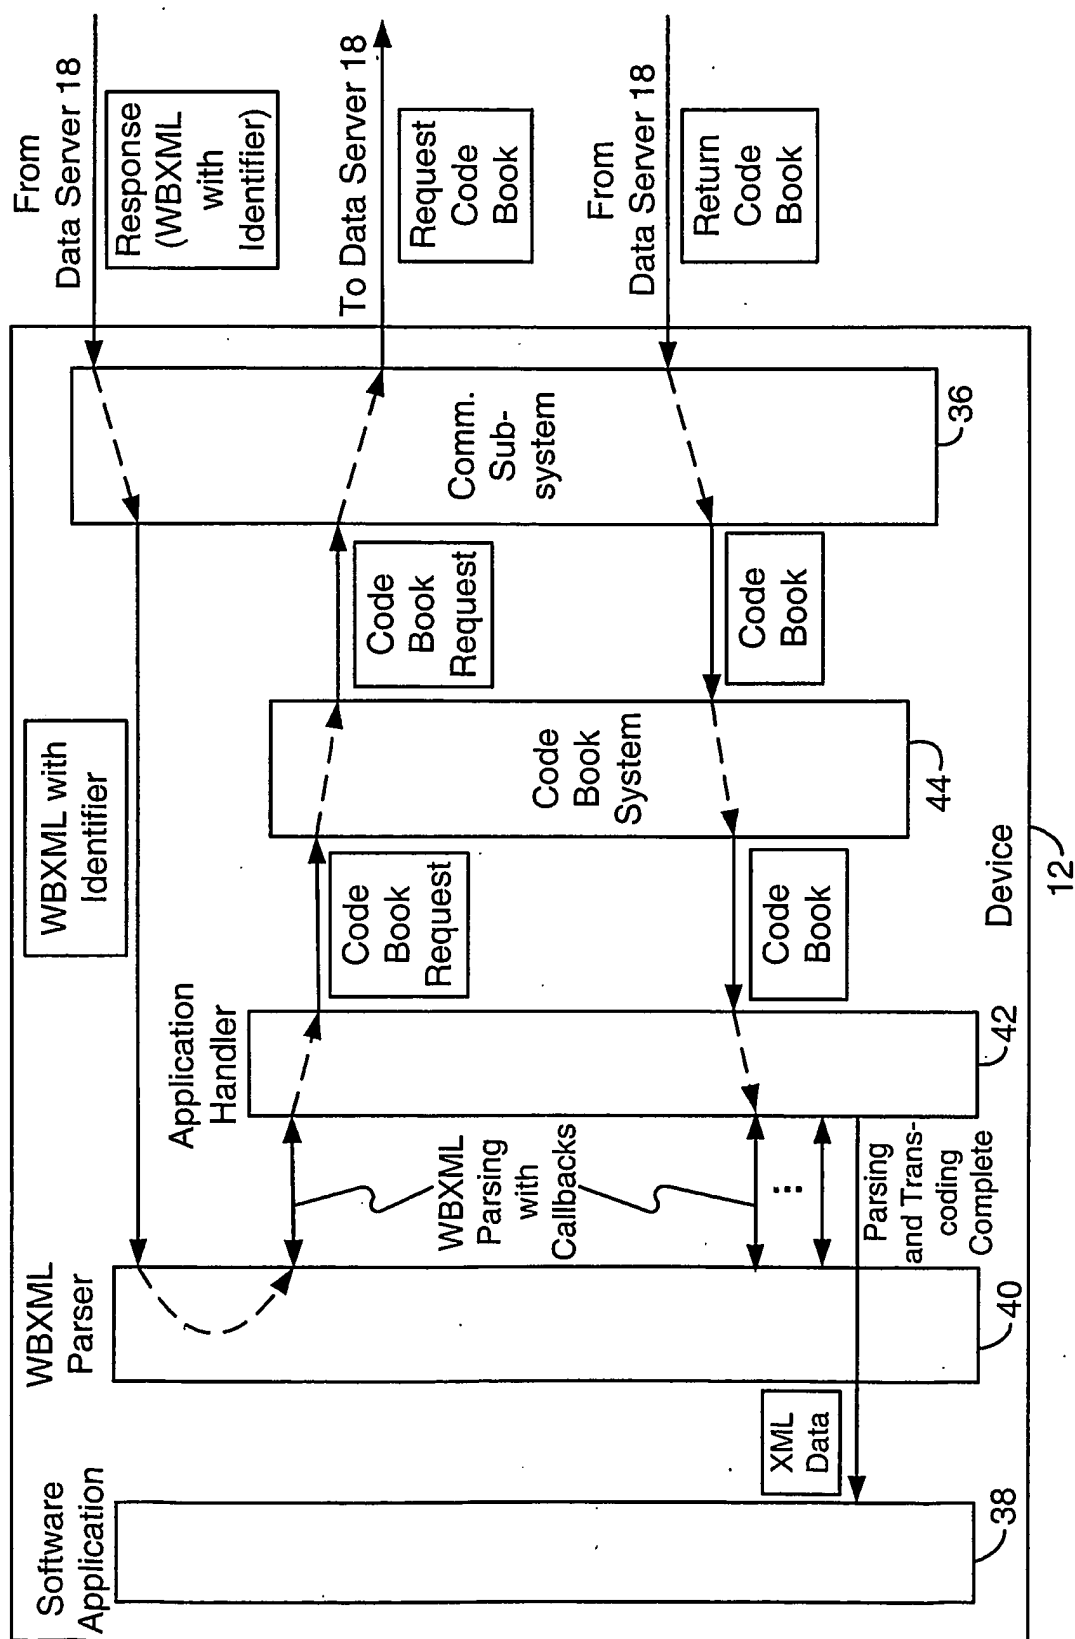 From
Data Server 18
Response
(WBXML
with
Identifier)
To Data Server 18
Request
Code
Book
From
Data Server 18
Return
Code
Book
Comm.
Sub-
system
36
WBXML with
Identifier
Code
Book
Request
Code
Book
Code
Book
System
44
Code
Book
Request
Code
Book
Device
12
Application
Handler
42
WBXML
Parsing
with
Callbacks
Parsing
and Trans-
coding
Complete
WBXML
Parser
40
XML
Data
Software
Application
38